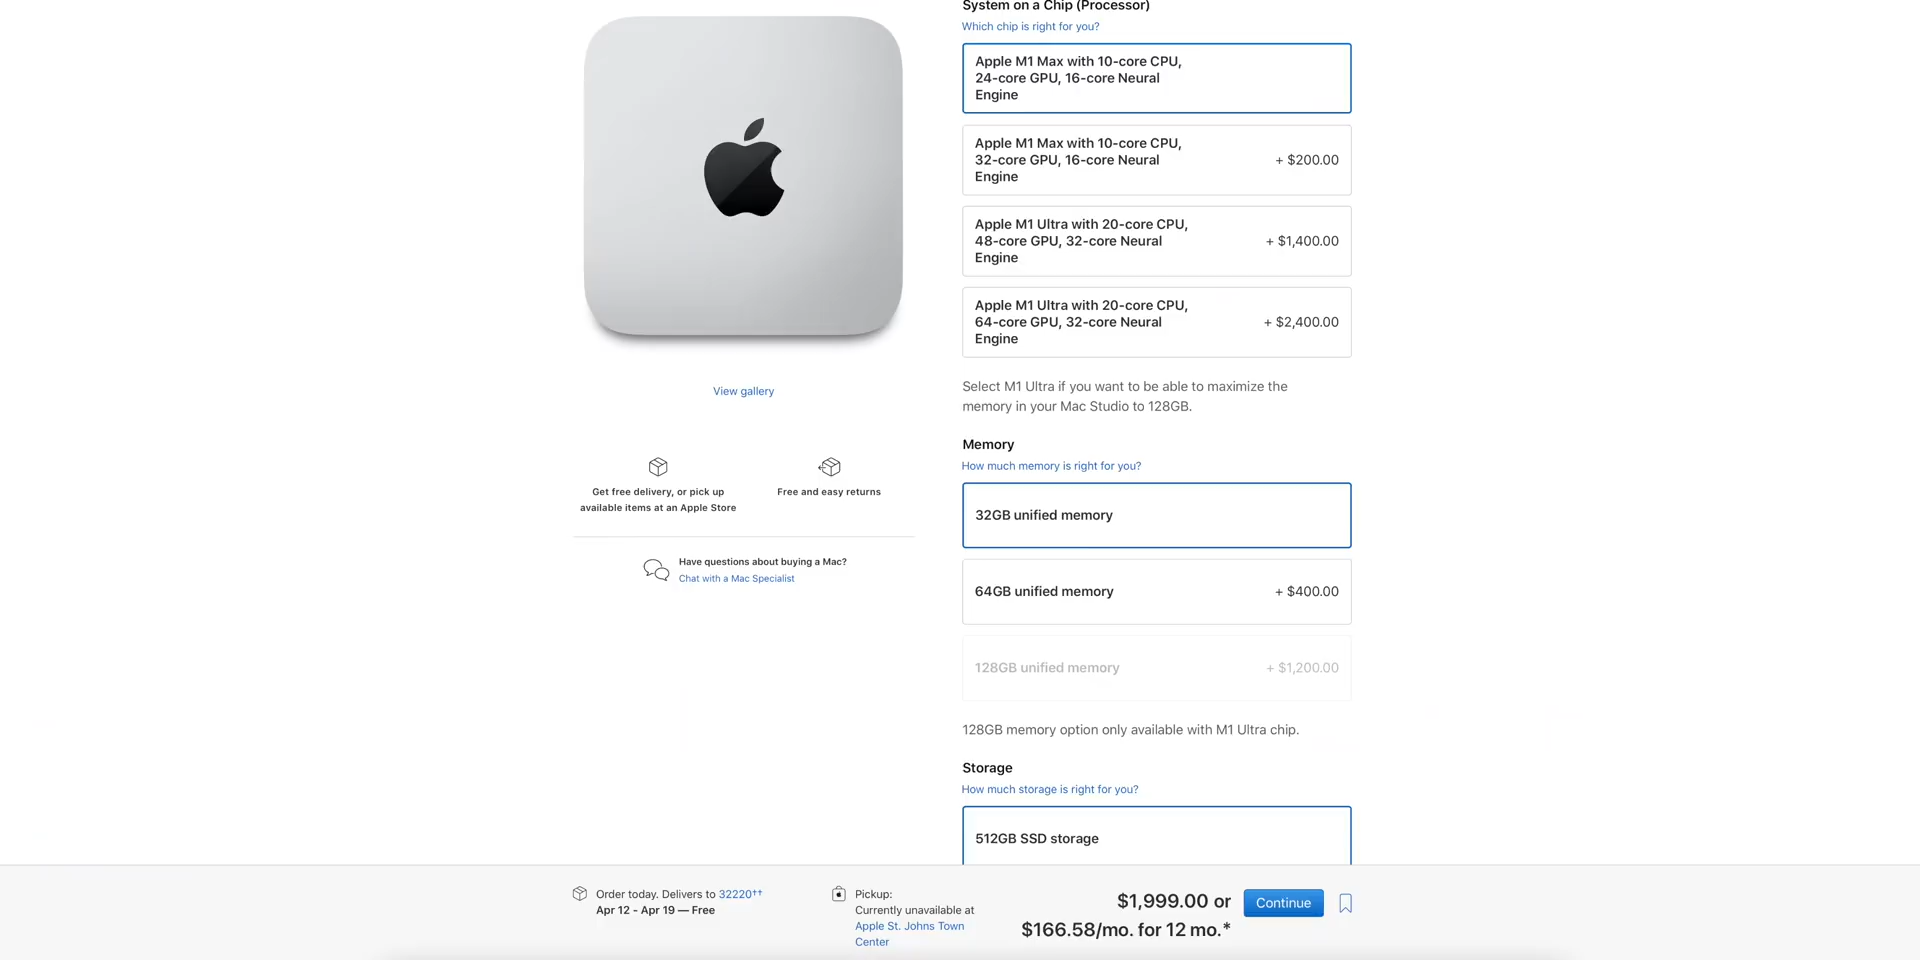 System on a Chip (Processor)
Which chip is right for you?
Apple M1 Max with 10-core CPU,
24-core GPU, 16-core Neural
Engine
Apple M1 Max with 10-core CPU,
32-core GPU, 16-core Neural
Engine
+ $200.00
Apple M1 Ultra with 20-core CPU,
48-core GPU, 32-core Neural
Engine
+ $1,400.00
Apple M1 Ultra with 20-core CPU,
64-core GPU, 32-core Neural
Engine
+ $2,400.00
Select M1 Ultra if you want to be able to maximize the
memory in your Mac Studio to 128GB.
Memory
How much memory is right for you?
32GB unified memory
64GB unified memory
+ $400.00
128GB unified memory
+ $1,200.00
128GB memory option only available with M1 Ultra chip.
Storage
How much storage is right for you?
512GB SSD storage
View gallery
Get free delivery, or pick up
available items at an Apple Store
Free and easy returns
Have questions about buying a Mac?
Chat with a Mac Specialist
Order today. Delivers to 32220††
Apr 12 - Apr 19 — Free
Pickup:
Currently unavailable at
Apple St. Johns Town
Center
$1,999.00 or
$166.58/mo. for 12 mo.*
Continue